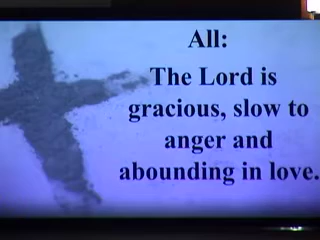 All:
The Lord is
gracious, slow to
anger and
abounding in love.